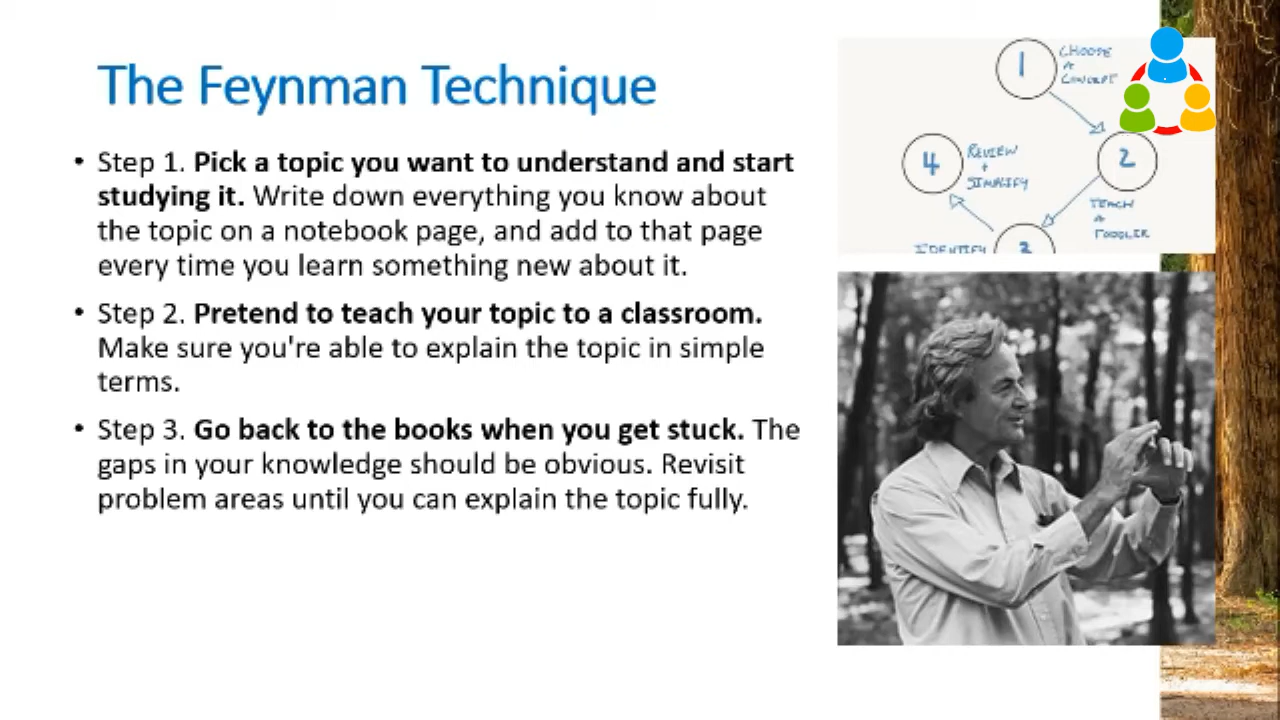 The Feynman Technique
• Step 1. Pick a topic you want to understand and start
studying it. Write down everything you know about
the topic on a notebook page, and add to that page
every time you learn something new about it.
• Step 2. Pretend to teach your topic to a classroom.
Make sure you're able to explain the topic in simple
terms.
• Step 3. Go back to the books when you get stuck. The
gaps in your knowledge should be obvious. Revisit
problem areas until you can explain the topic fully.
1
CHOOSE
A
CONCEPT
2
TEACH
A
TODDLER
3
IDENTIFY
4
REVIEW
+
SIMPLIFY